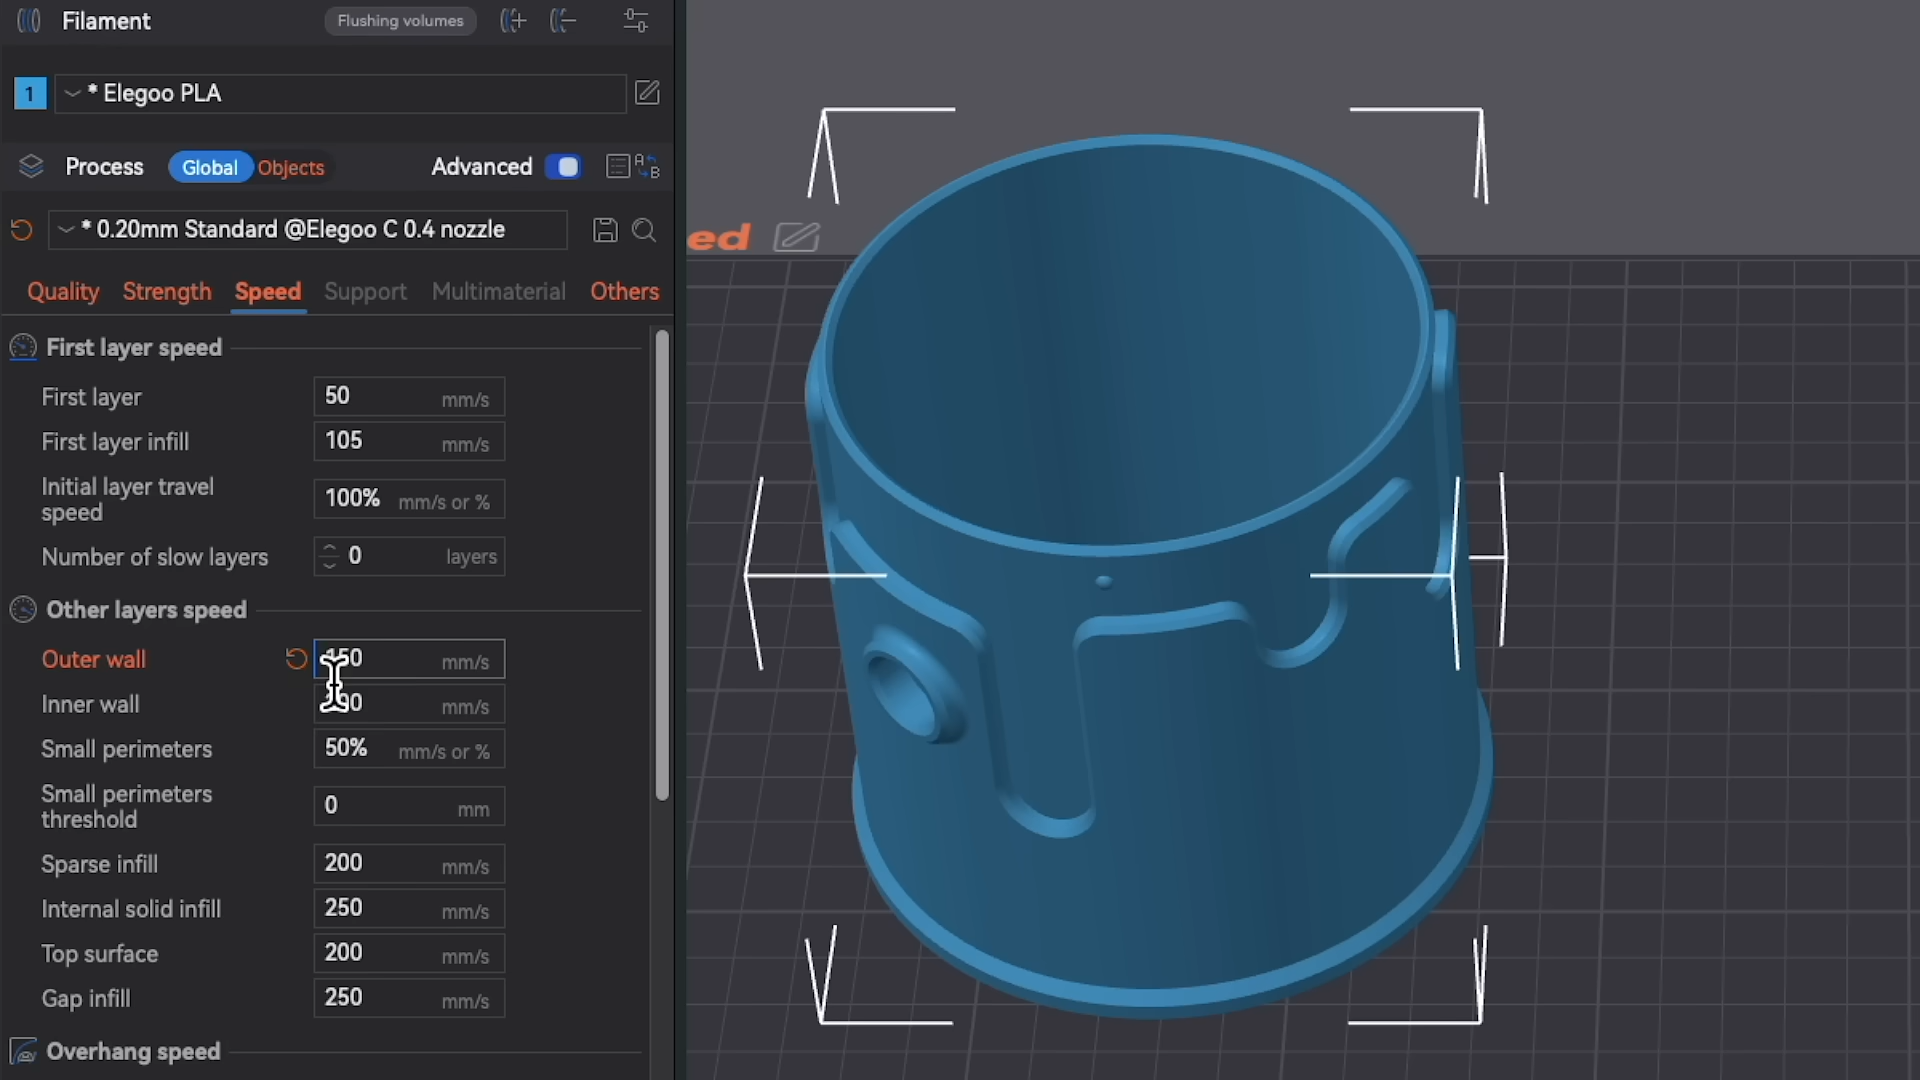 Filament
Flushing volumes
1
* Elegoo PLA
Process
Global
Objects
Advanced
A
B
* 0.20mm Standard @Elegoo C 0.4 nozzle
ed
Quality
Strength
Speed
Support
Multimaterial
Others
First layer speed
First layer
50 mm/s
First layer infill
105 mm/s
Initial layer travel
speed
100% mm/s or %
Number of slow layers
0 layers
Other layers speed
Outer wall
mm/s
Inner wall
mm/s
Small perimeters
50% mm/s or %
Small perimeters
threshold
0 mm
Sparse infill
200 mm/s
Internal solid infill
250 mm/s
Top surface
200 mm/s
Gap infill
250 mm/s
Overhang speed